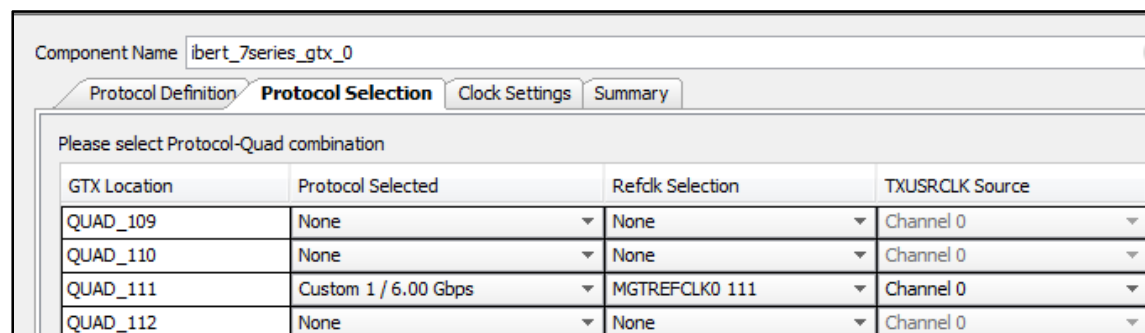 Component Name ibert_7series_gtx_0
Protocol Definition Protocol Selection Clock Settings Summary
Please select Protocol-Quad combination
GTX Location Protocol Selected Refclk Selection TXUSRCLK Source
QUAD_109 None None Channel 0
QUAD_110 None None Channel 0
QUAD_111 Custom 1 / 6.00 Gbps MGTREFCLK0 111 Channel 0
QUAD_112 None None Channel 0